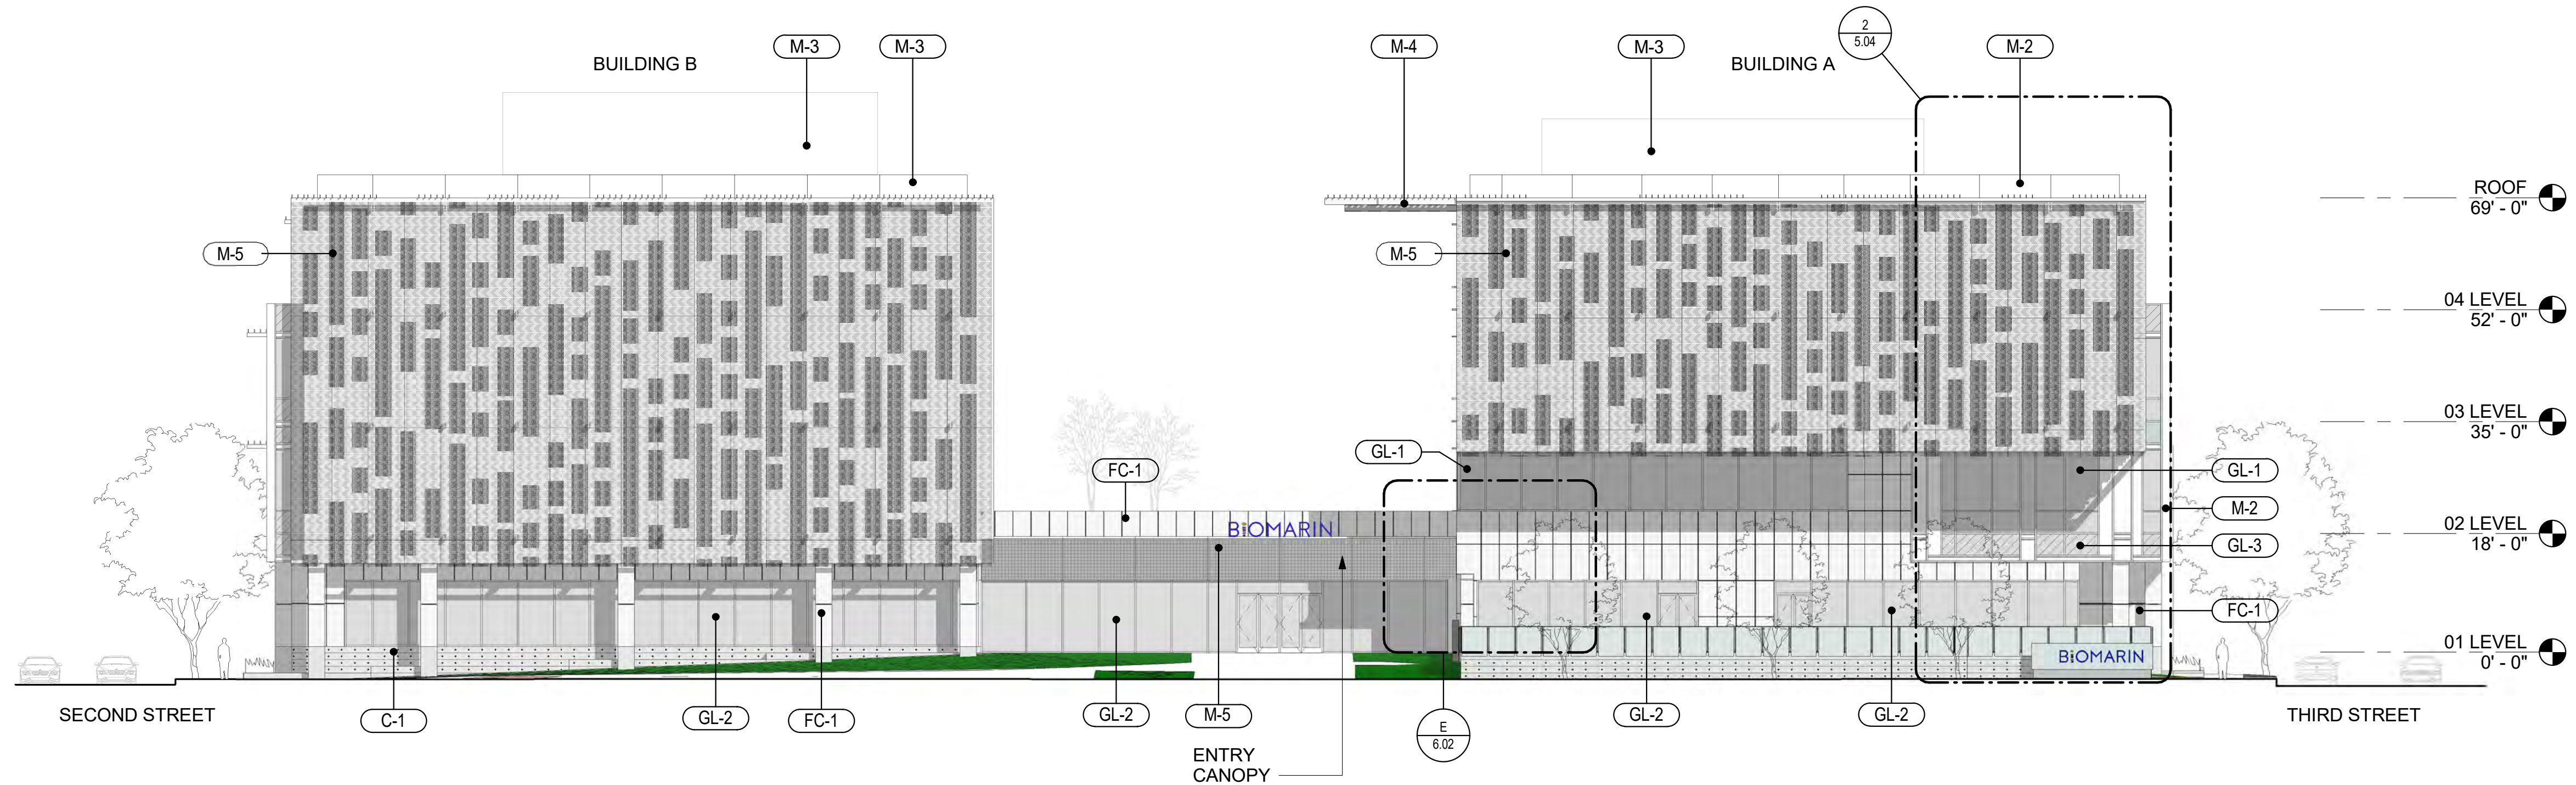 2
5.04
M-3
M-3
M-4
M-3
M-2
BUILDING B
BUILDING A
ROOF
69' - 0"
M-5
M-5
04 LEVEL
52' - 0"
03 LEVEL
35' - 0"
GL-1
FC-1
GL-1
M-2
BiOMARIN
02 LEVEL
18' - 0"
GL-3
FC-1
01 LEVEL
0' - 0"
BiOMARIN
SECOND STREET
C-1
GL-2
FC-1
GL-2
M-5
E
6.02
GL-2
GL-2
THIRD STREET
ENTRY
CANOPY